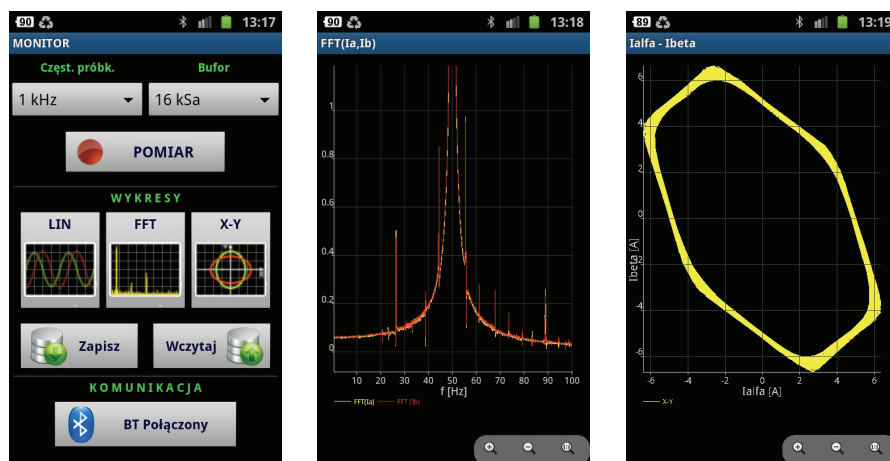 90 13:17
MONITOR
Częst. próbk. Bufor
1 kHz 16 kSa
POMIAR
WYKRESY
LIN FFT X-Y
Zapisz Wczytaj
KOMUNIKACJA
BT Połączony
90 13:18
FFT(Ia,Ib)
1
0.8
0.6
0.4
0.2
0
10 20 30 40 50 60 70 80 90 100
f [Hz]
FFT(Ia) FFT (Ib)
89 13:19
Ialfa - Ibeta
6
4
2
0
Ibeta [A]
-2
-4
-6
-6 -4 -2 0 2 4 6
Ialfa [A]
X-Y